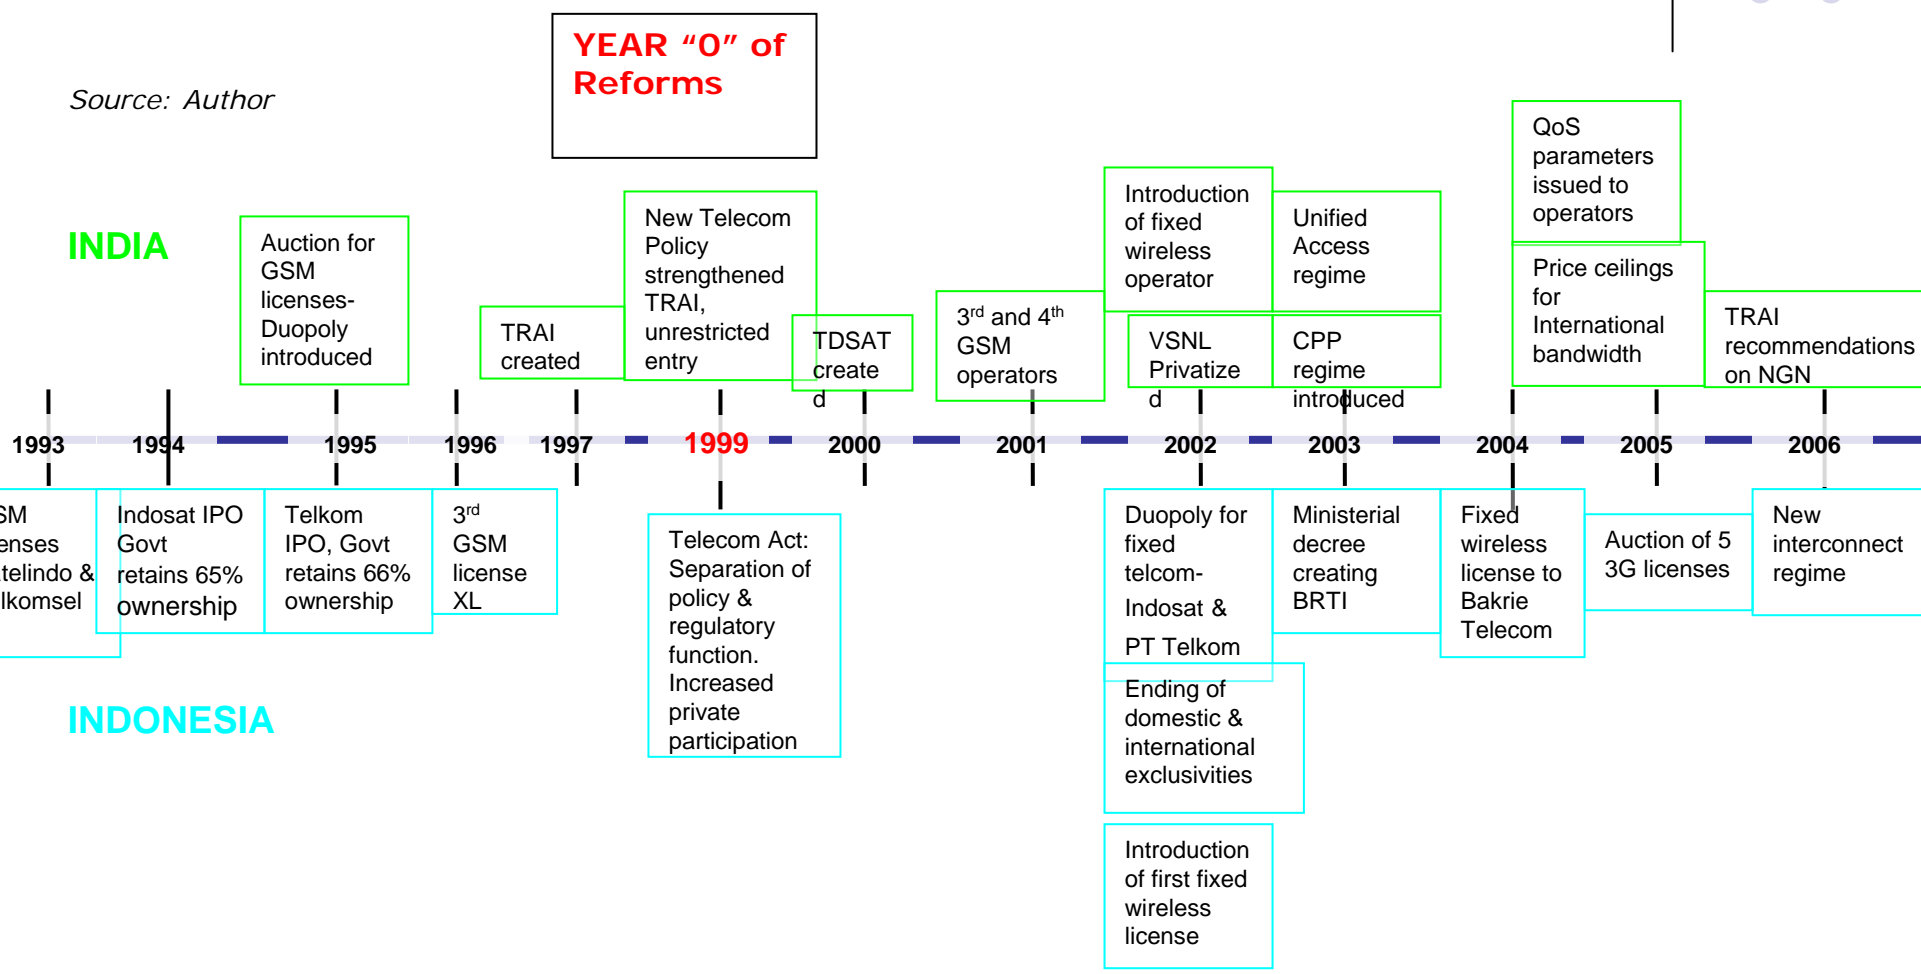 YEAR “0” of
Reforms
Source: Author
INDIA
Auction for
GSM
licenses-
Duopoly
introduced
TRAI
created
New Telecom
Policy
strengthened
TRAI,
unrestricted
entry
TDSAT
create
d
3rd and 4th
GSM
operators
Introduction
of fixed
wireless
operator
VSNL
Privatize
d
Unified
Access
regime
CPP
regime
introduced
QoS
parameters
issued to
operators
Price ceilings
for
International
bandwidth
TRAI
recommendations
on NGN
1993 1994 1995 1996 1997 1999 2000 2001 2002 2003 2004 2005 2006
&
Indosat IPO
Govt
retains 65%
ownership
Telkom
IPO, Govt
retains 66%
ownership
3rd
GSM
license
XL
Telecom Act:
Separation of
policy &
regulatory
function.
Increased
private
participation
Duopoly for
fixed
telcom-
Indosat &
PT Telkom
Ending of
domestic &
international
exclusivities
Introduction
of first fixed
wireless
license
Ministerial
decree
creating
BRTI
Fixed
wireless
license to
Bakrie
Telecom
Auction of 5
3G licenses
New
interconnect
regime
INDONESIA